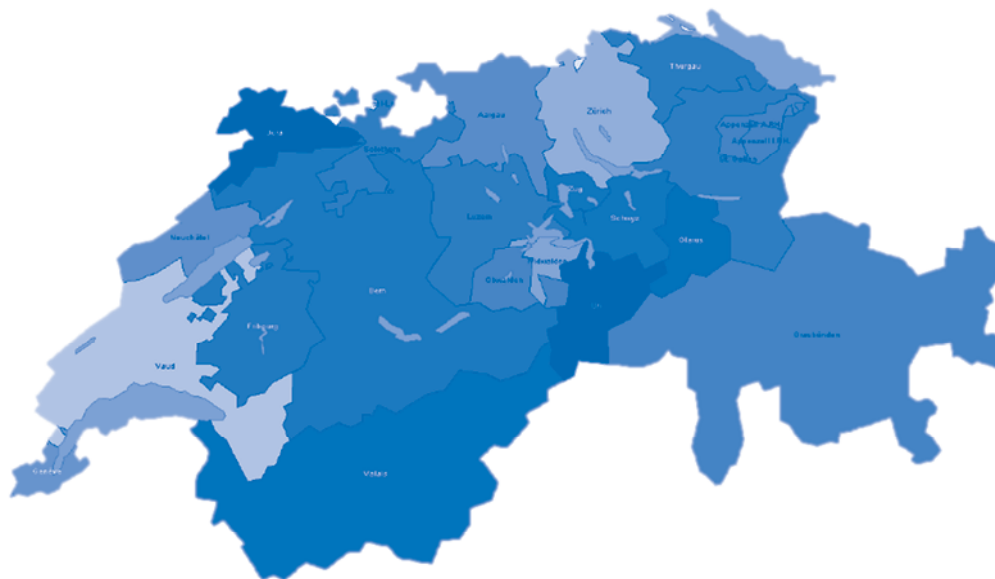 Thurgau
Aargau
Zürich
Jura
Solothurn
Appenzell A.Rh.
Appenzell I.Rh.
St. Gallen
Zug
Luzern
Schwyz
Neuchâtel
Glarus
Nidwalden
Obwalden
Bern
Fribourg
Graubünden
Vaud
Genève
Valais